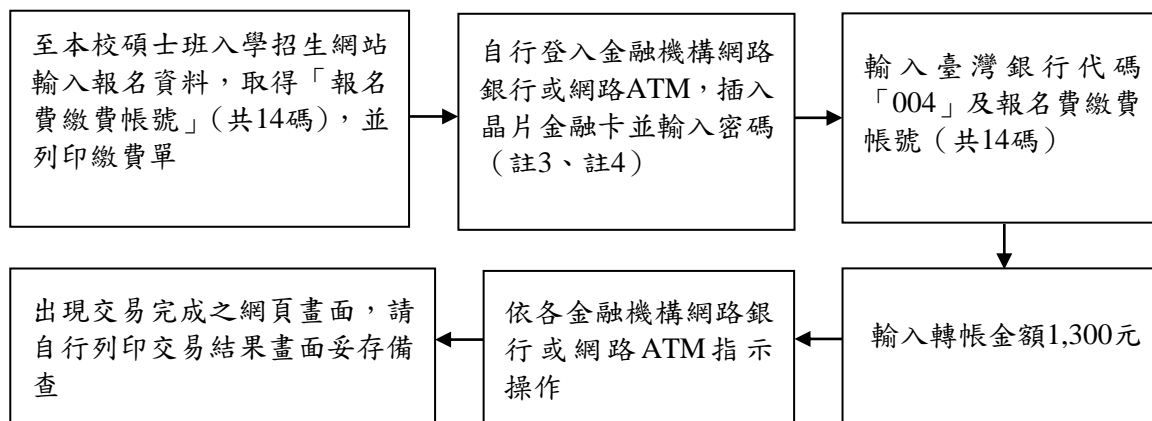 至本校碩士班入學招生網站
輸入報名資料，取得「報名
費繳費帳號」（共14碼），並
列印繳費單
自行登入金融機構網路
銀行或網路ATM，插入
晶片金融卡並輸入密碼
（註3、註4）
輸入臺灣銀行代碼
「004」及報名費繳費
帳號（共14碼）
輸入轉帳金額1,300元
依各金融機構網路銀
行或網路ATM指示
操作
出現交易完成之網頁畫面，請
自行列印交易結果畫面妥存備
查